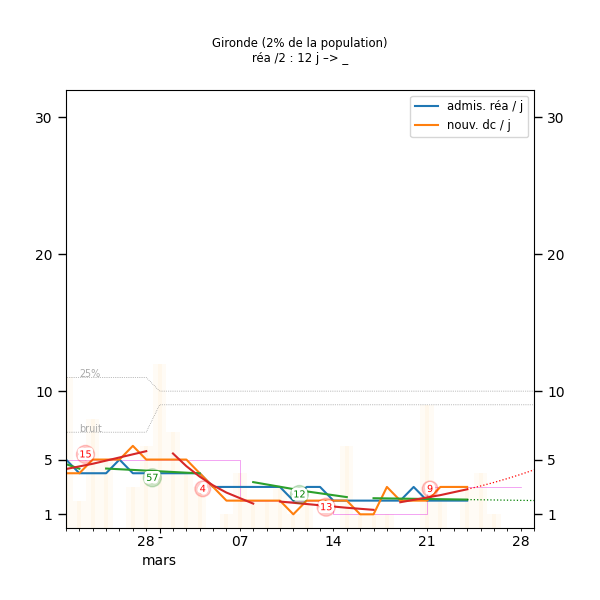 Gironde (2% de la population)
réa /2 : 12 j –> _
admis. réa / j
nouv. dc / j
30 30
20 20
25%
10 10
bruit
15
5 5
57
4
12
13
9
1 1
28 07 14 21 28
mars